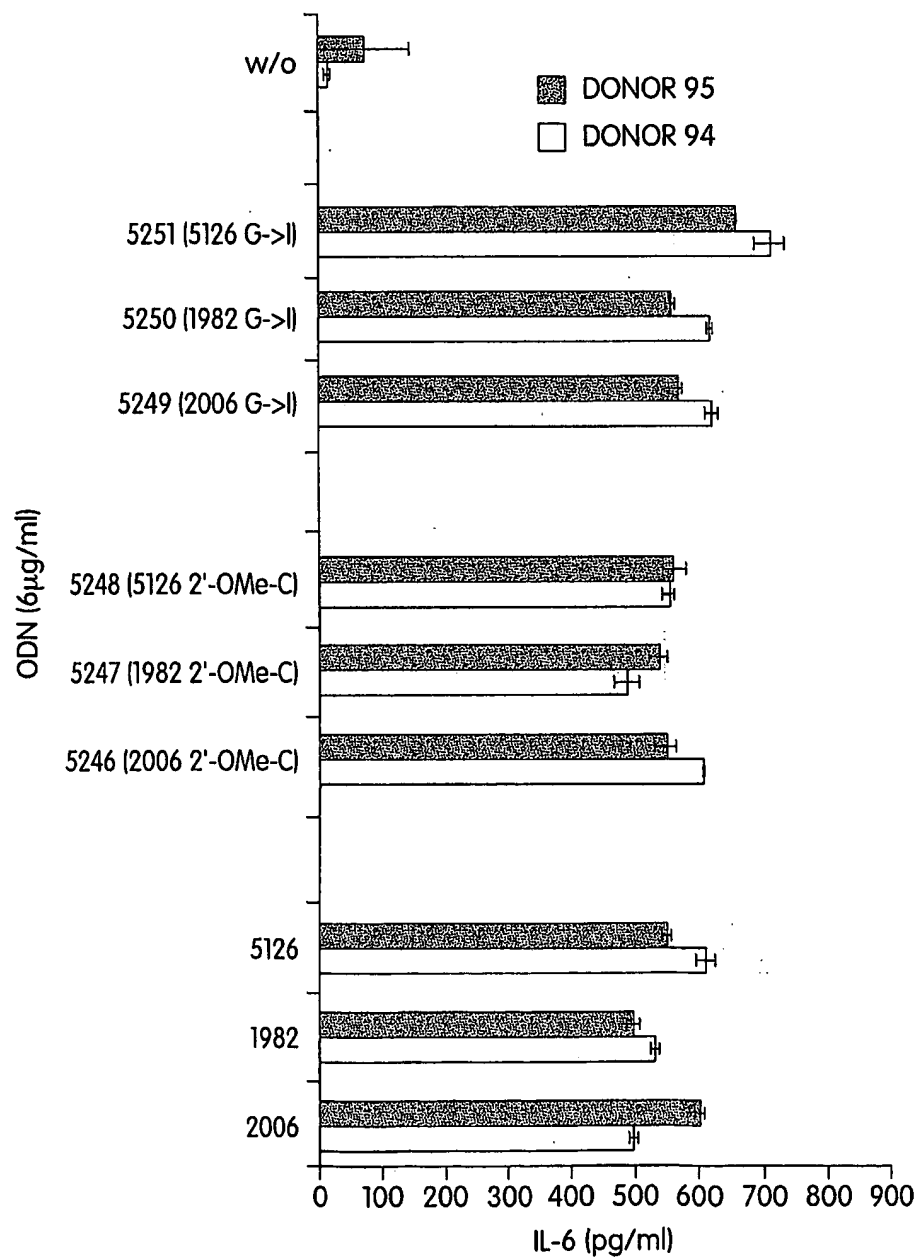 w/o
DONOR 95
DONOR 94
5251 (5126 G->I)
5250 (1982 G->I)
5249 (2006 G->I)
5248 (5126 2'-OMe-C)
5247 (1982 2'-OMe-C)
5246 (2006 2'-OMe-C)
5126
1982
2006
ODN (6µg/ml)
0 100 200 300 400 500 600 700 800 900
IL-6 (pg/ml)